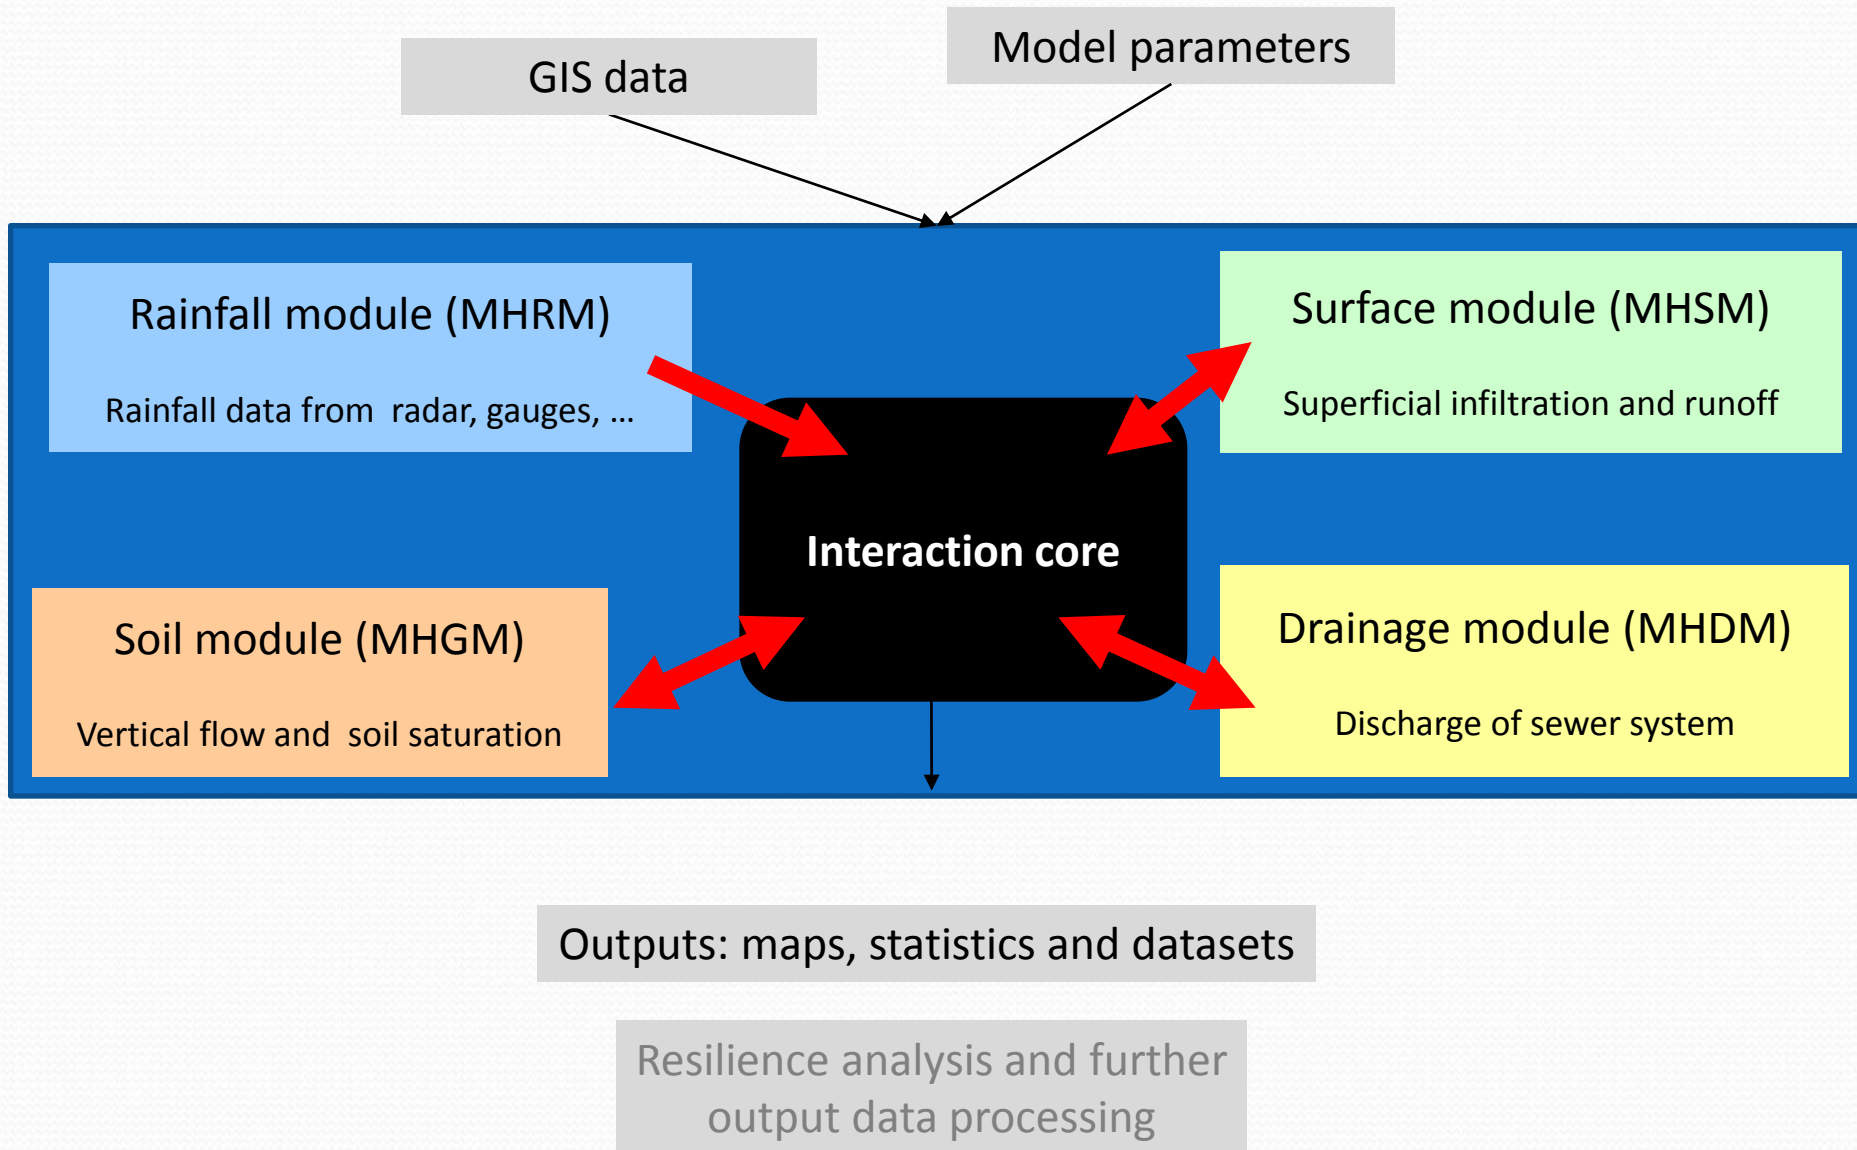 GIS data
Model parameters
Rainfall module (MHRM)
Rainfall data from  radar, gauges, ...
Surface module (MHSM)
Superficial infiltration and runoff
Interaction core
Soil module (MHGM)
Vertical flow and  soil saturation
Drainage module (MHDM)
Discharge of sewer system
Outputs: maps, statistics and datasets
Resilience analysis and further
output data processing